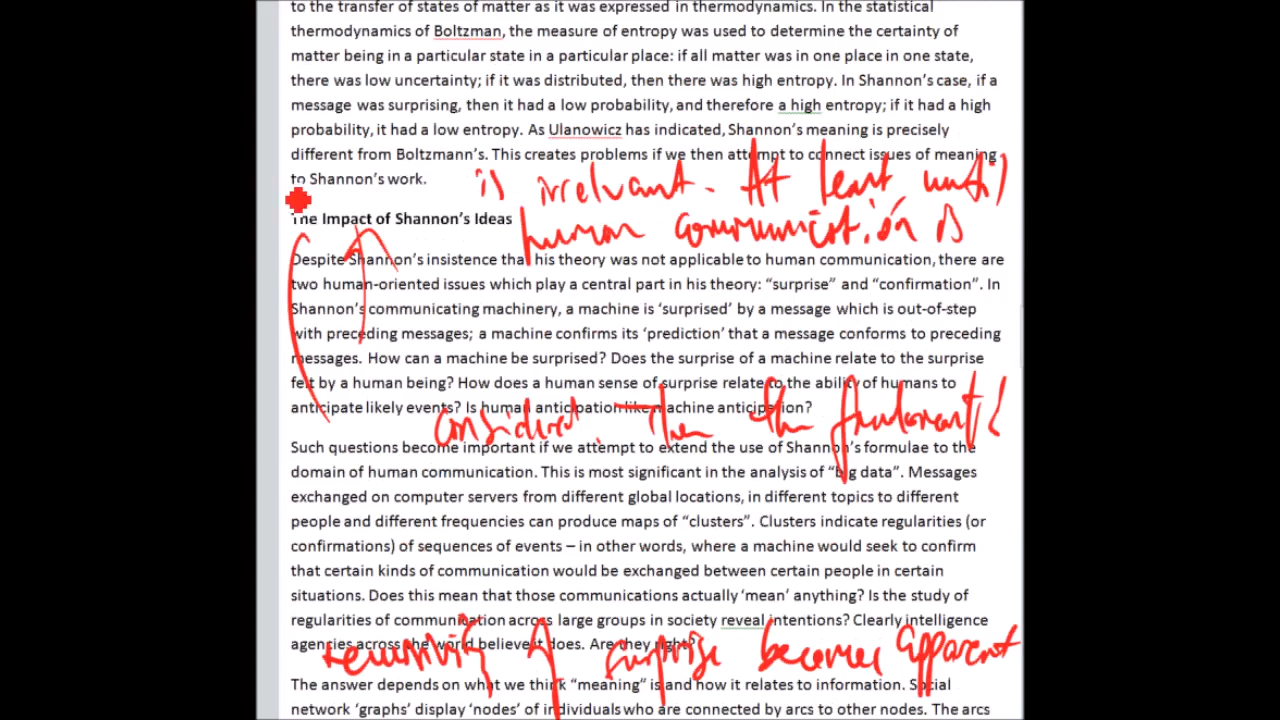 to the transfer of states of matter as it was expressed in thermodynamics. In the statistical
thermodynamics of Boltzman, the measure of entropy was used to determine the certainty of
matter being in a particular state in a particular place: if all matter was in one place in one state,
there was low uncertainty; if it was distributed, then there was high entropy. In Shannon's case, if a
message was surprising, then it had a low probability, and therefore a high entropy; if it had a high
probability, it had a low entropy. As Ulanowicz has indicated, Shannon's meaning is precisely
different from Boltzmann's. This creates problems if we then attempt to connect issues of meaning
to Shannon's work.
is irrelevant. At least until
The Impact of Shannon's Ideas
human communication is
Despite Shannon's insistence that his theory was not applicable to human communication, there are
two human-oriented issues which play a central part in his theory: "surprise" and "confirmation". In
Shannon's communicating machinery, a machine is 'surprised' by a message which is out-of-step
with preceding messages; a machine confirms its 'prediction' that a message conforms to preceding
messages. How can a machine be surprised? Does the surprise of a machine relate to the surprise
felt by a human being? How does a human sense of surprise relate to the ability of humans to
anticipate likely events? Is human anticipation like machine anticipation?
considered. Then the
Such questions become important if we attempt to extend the use of Shannon's formulae to the
domain of human communication. This is most significant in the analysis of "big data". Messages
exchanged on computer servers from different global locations, in different topics to different
people and different frequencies can produce maps of "clusters". Clusters indicate regularities (or
confirmations) of sequences of events – in other words, where a machine would seek to confirm
that certain kinds of communication would be exchanged between certain people in certain
situations. Does this mean that those communications actually 'mean' anything? Is the study of
regularities of communication across large groups in society reveal intentions? Clearly intelligence
agencies across the world believe it does. Are they right?
recursivity of surprise becomes apparent
The answer depends on what we think "meaning" is and how it relates to information. Social
network 'graphs' display 'nodes' of individuals who are connected by arcs to other nodes. The arcs